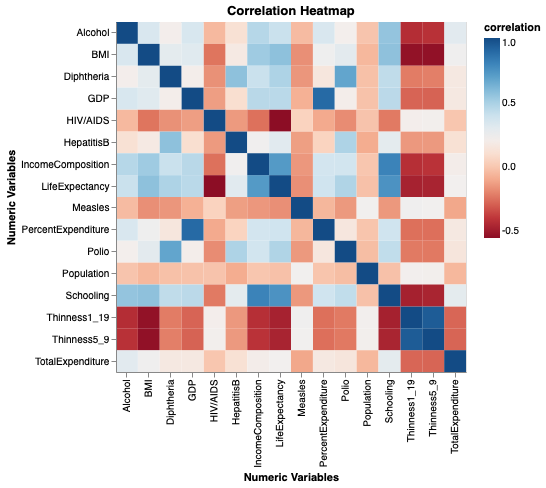 Correlation Heatmap
correlation
1.0
0.5
0.0
-0.5
Numeric Variables
Alcohol
BMI
Diphtheria
GDP
HIV/AIDS
HepatitisB
IncomeComposition
LifeExpectancy
Measles
PercentExpenditure
Polio
Population
Schooling
Thinness1_19
Thinness5_9
TotalExpenditure
Alcohol
BMI
Diphtheria
GDP
HIV/AIDS
HepatitisB
IncomeComposition
LifeExpectancy
Measles
PercentExpenditure
Polio
Population
Schooling
Thinness1_19
Thinness5_9
TotalExpenditure
Numeric Variables